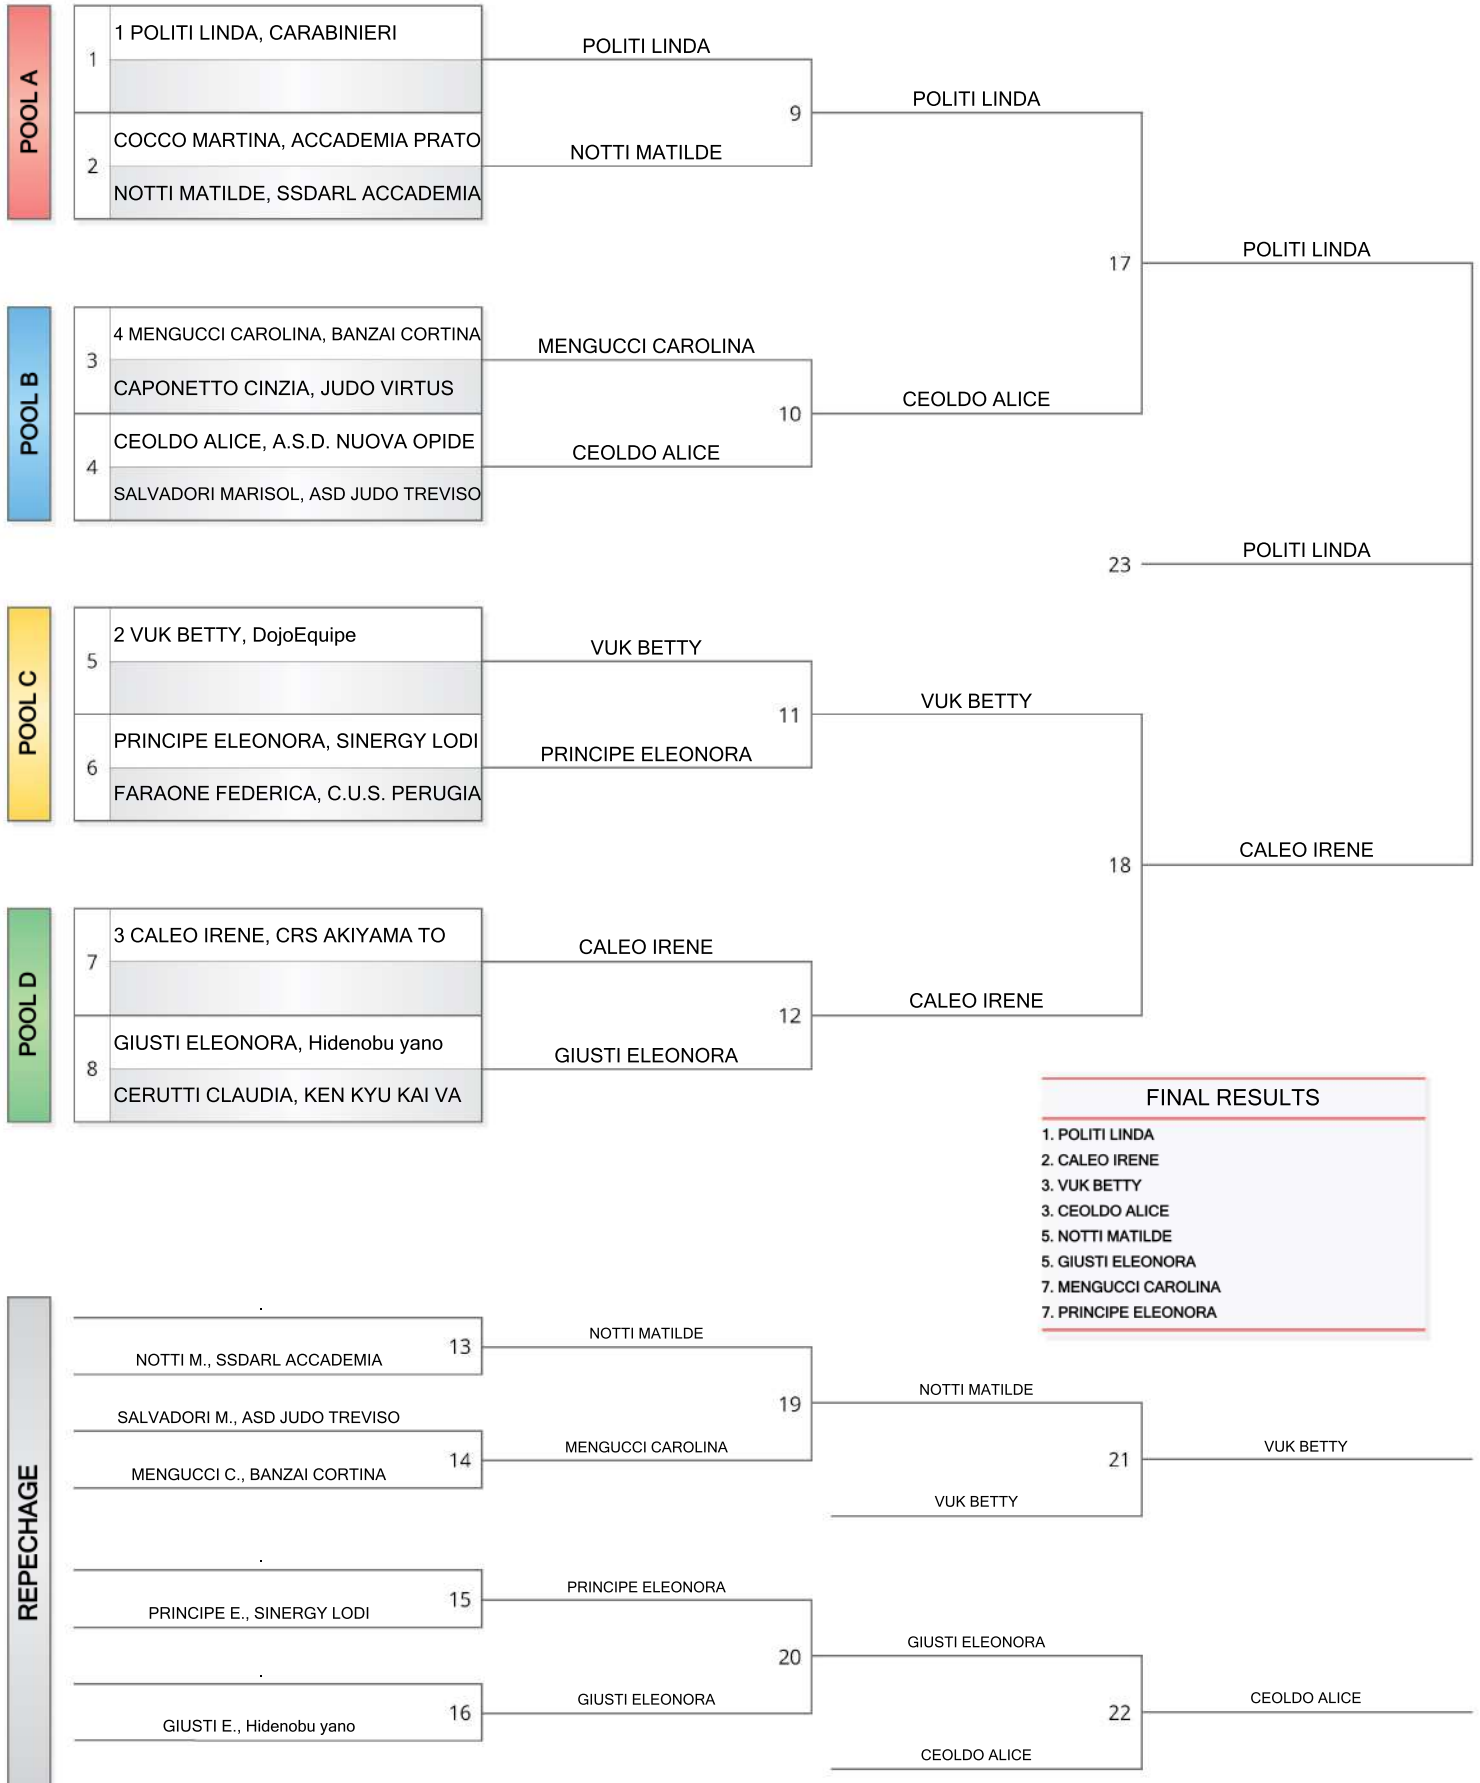 POOL A
1
1 POLITI LINDA, CARABINIERI
2
COCCO MARTINA, ACCADEMIA PRATO
NOTTI MATILDE, SSDARL ACCADEMIA
POLITI LINDA
NOTTI MATILDE
9
POLITI LINDA
POOL B
3
4 MENGUCCI CAROLINA, BANZAI CORTINA
CAPONETTO CINZIA, JUDO VIRTUS
4
CEOLDO ALICE, A.S.D. NUOVA OPIDE
SALVADORI MARISOL, ASD JUDO TREVISO
MENGUCCI CAROLINA
CEOLDO ALICE
10
CEOLDO ALICE
17
POLITI LINDA
23
POLITI LINDA
POOL C
5
2 VUK BETTY, DojoEquipe
6
PRINCIPE ELEONORA, SINERGY LODI
FARAONE FEDERICA, C.U.S. PERUGIA
VUK BETTY
PRINCIPE ELEONORA
11
VUK BETTY
POOL D
7
3 CALEO IRENE, CRS AKIYAMA TO
8
GIUSTI ELEONORA, Hidenobu yano
CERUTTI CLAUDIA, KEN KYU KAI VA
CALEO IRENE
GIUSTI ELEONORA
12
CALEO IRENE
18
CALEO IRENE
FINAL RESULTS
1. POLITI LINDA
2. CALEO IRENE
3. VUK BETTY
3. CEOLDO ALICE
5. NOTTI MATILDE
5. GIUSTI ELEONORA
7. MENGUCCI CAROLINA
7. PRINCIPE ELEONORA
REPECHAGE
.
NOTTI M., SSDARL ACCADEMIA
13
SALVADORI M., ASD JUDO TREVISO
MENGUCCI C., BANZAI CORTINA
14
NOTTI MATILDE
MENGUCCI CAROLINA
19
NOTTI MATILDE
VUK BETTY
21
VUK BETTY
.
PRINCIPE E., SINERGY LODI
15
.
GIUSTI E., Hidenobu yano
16
PRINCIPE ELEONORA
GIUSTI ELEONORA
20
GIUSTI ELEONORA
CEOLDO ALICE
22
CEOLDO ALICE